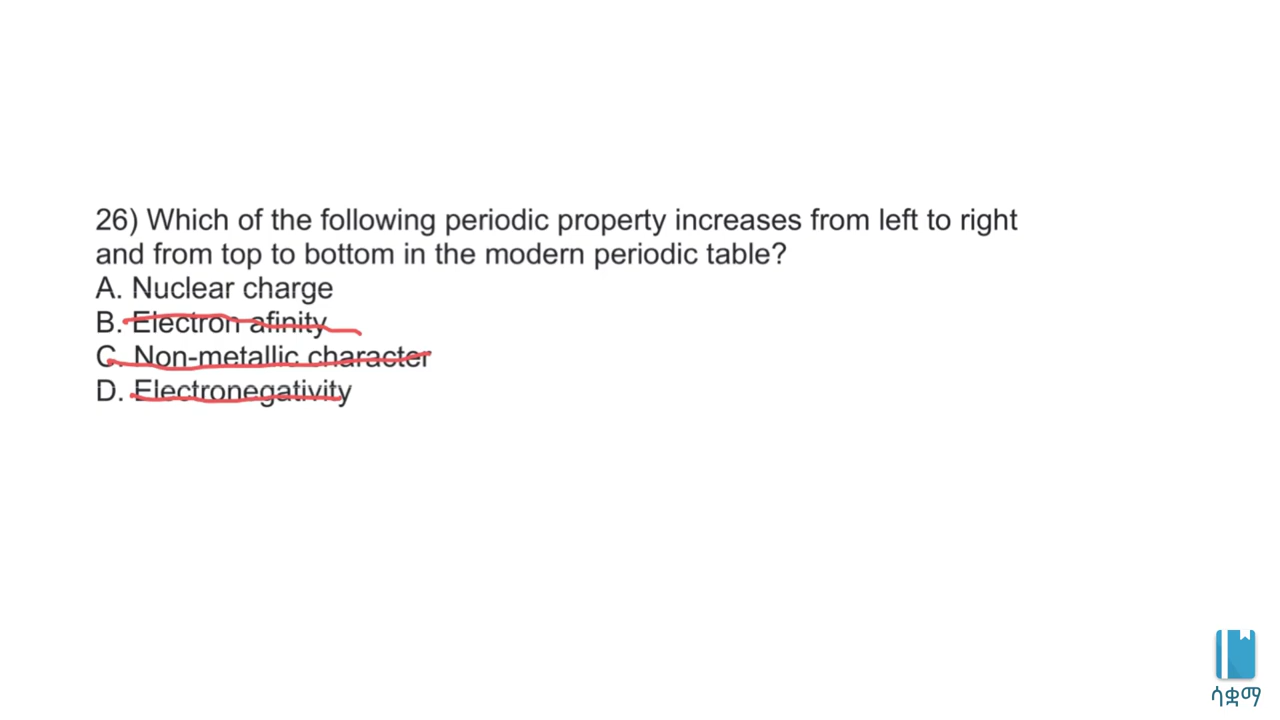 26) Which of the following periodic property increases from left to right
and from top to bottom in the modern periodic table?
A. Nuclear charge
B. Electron afinity
C. Non-metallic character
D. Electronegativity
ሳቋማ